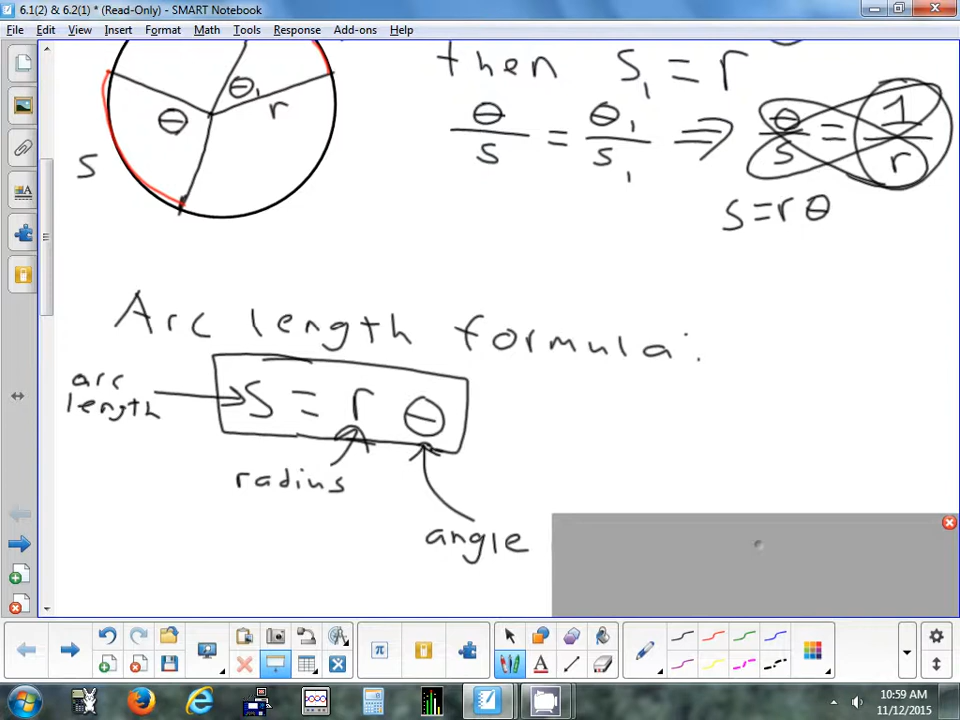 6.1(2) & 6.2(1) * (Read-Only) - SMART Notebook
File Edit View Insert Format Math Tools Response Add-ons Help
then s₁ = r
θ₁
r
θ
s
θ/s = θ₁/s₁ ⇒ θ/s = 1/r
s = r θ
Arc length formula:
arc
length
s = r θ
radius
angle
10:59 AM
11/12/2015